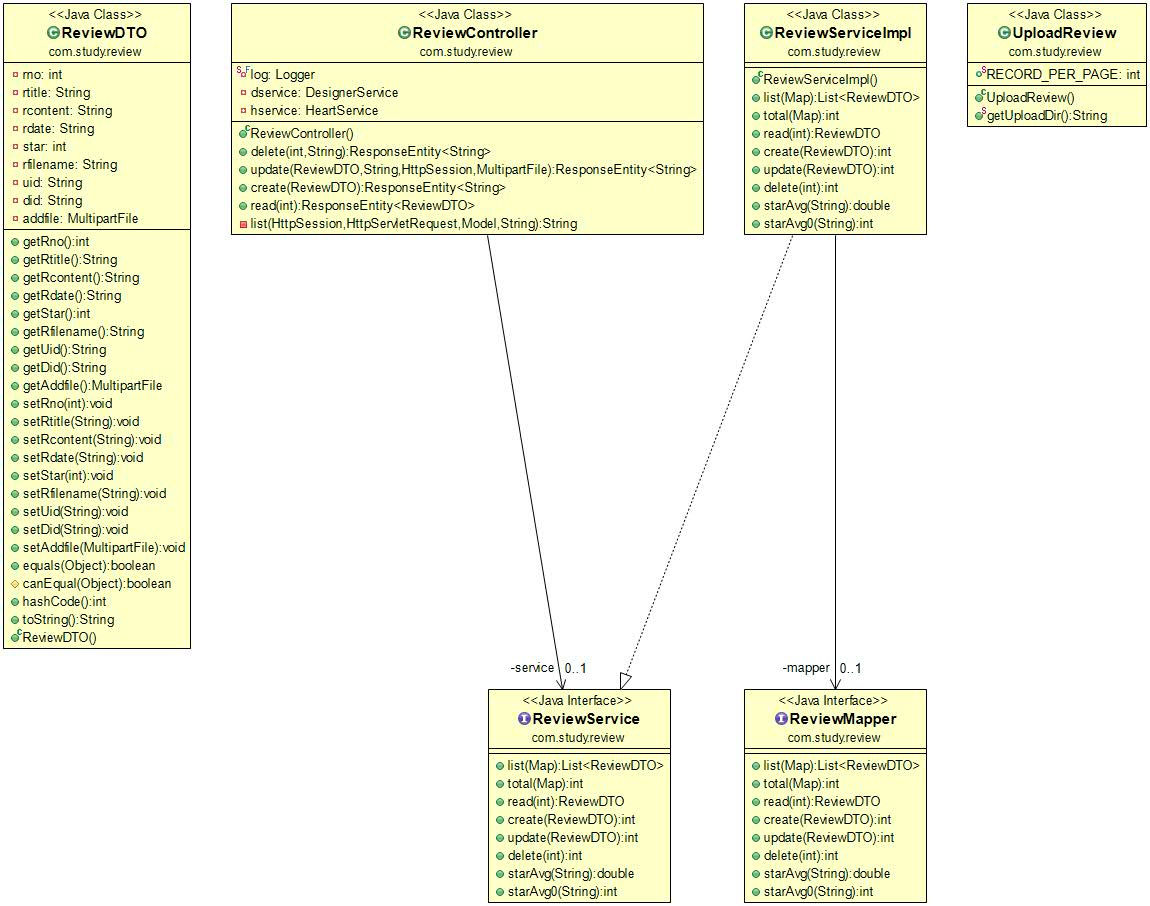 <<Java Class>>
ReviewDTO
com.study.review
rno: int
rtitle: String
rcontent: String
rdate: String
star: int
rfilename: String
uid: String
did: String
addfile: MultipartFile
getRno():int
getRtitle():String
getRcontent():String
getRdate():String
getStar():int
getRfilename():String
getUid():String
getDid():String
getAddfile():MultipartFile
setRno(int):void
setRtitle(String):void
setRcontent(String):void
setRdate(String):void
setStar(int):void
setRfilename(String):void
setUid(String):void
setDid(String):void
setAddfile(MultipartFile):void
equals(Object):boolean
canEqual(Object):boolean
hashCode():int
toString():String
ReviewDTO()
<<Java Class>>
ReviewController
com.study.review
log: Logger
dservice: DesignerService
hservice: HeartService
ReviewController()
delete(int,String):ResponseEntity<String>
update(ReviewDTO,String,HttpSession,MultipartFile):ResponseEntity<String>
create(ReviewDTO):ResponseEntity<String>
read(int):ResponseEntity<ReviewDTO>
list(HttpSession,HttpServletRequest,Model,String):String
<<Java Class>>
ReviewServiceImpl
com.study.review
ReviewServiceImpl()
list(Map):List<ReviewDTO>
total(Map):int
read(int):ReviewDTO
create(ReviewDTO):int
update(ReviewDTO):int
delete(int):int
starAvg(String):double
starAvg0(String):int
<<Java Class>>
UploadReview
com.study.review
RECORD_PER_PAGE: int
UploadReview()
getUploadDir():String
-service 0..1
-mapper 0..1
<<Java Interface>>
ReviewService
com.study.review
list(Map):List<ReviewDTO>
total(Map):int
read(int):ReviewDTO
create(ReviewDTO):int
update(ReviewDTO):int
delete(int):int
starAvg(String):double
starAvg0(String):int
<<Java Interface>>
ReviewMapper
com.study.review
list(Map):List<ReviewDTO>
total(Map):int
read(int):ReviewDTO
create(ReviewDTO):int
update(ReviewDTO):int
delete(int):int
starAvg(String):double
starAvg0(String):int